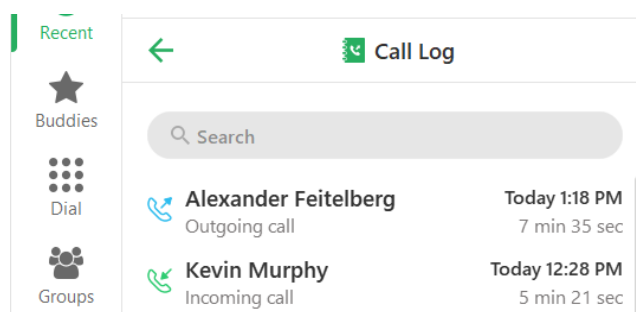 Recent
Call Log
Buddies
Search
Dial
Alexander Feitelberg Today 1:18 PM
Outgoing call 7 min 35 sec
Kevin Murphy Today 12:28 PM
Groups
Incoming call 5 min 21 sec